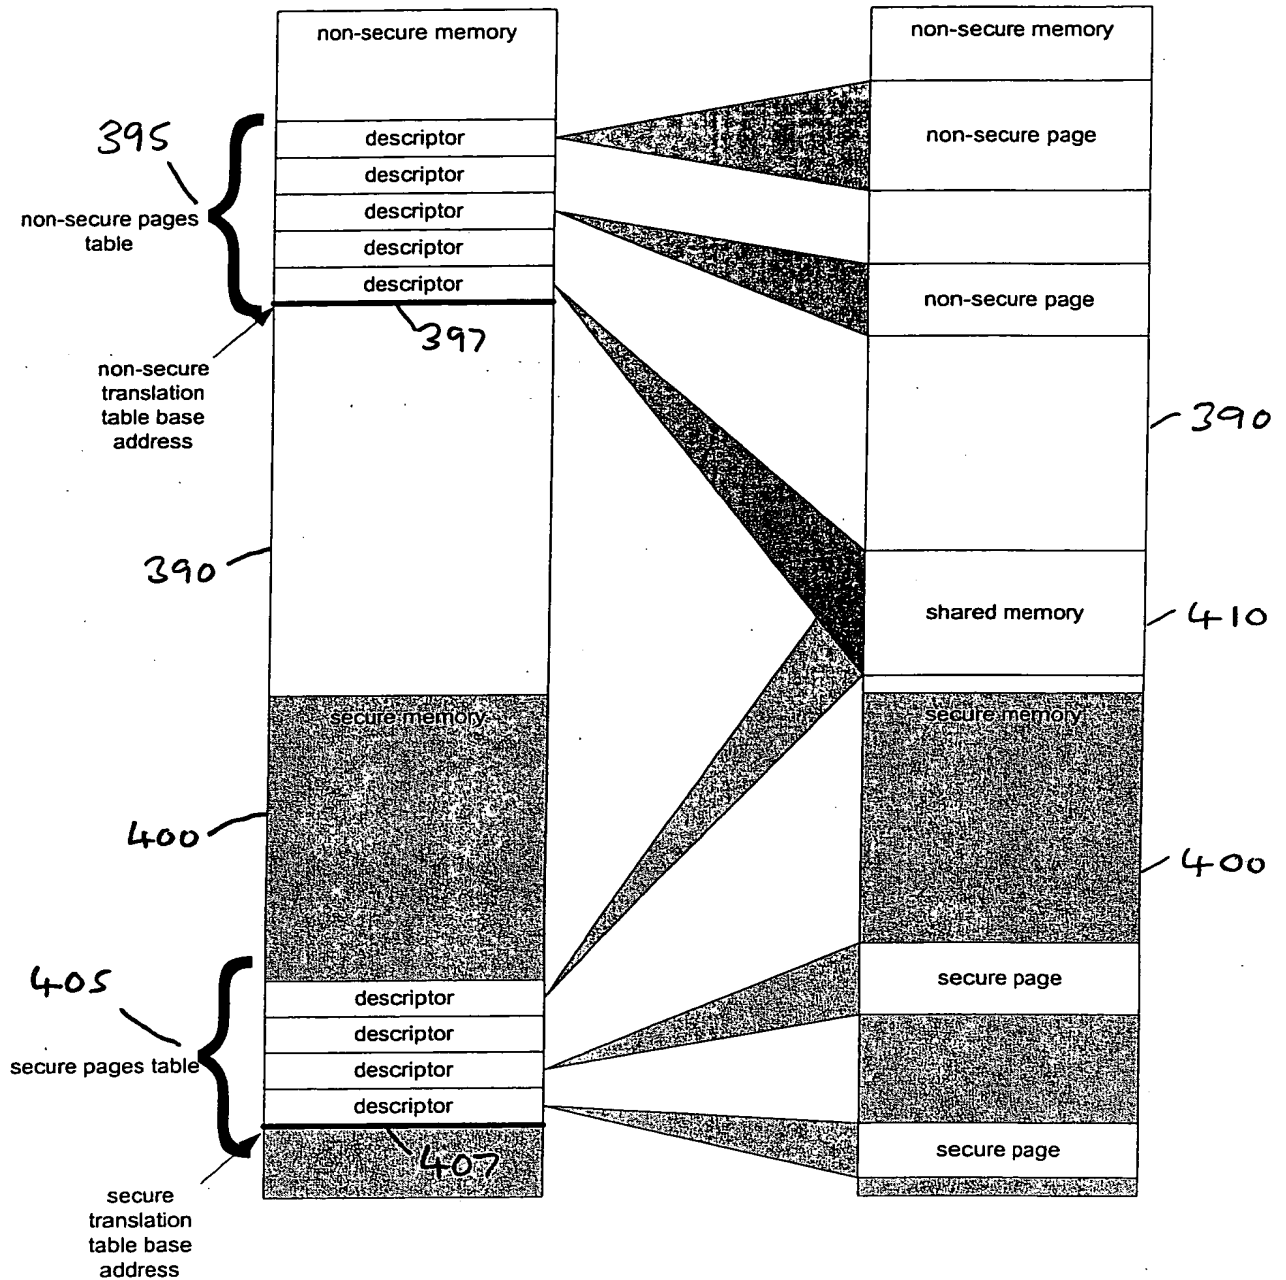 non-secure memory
non-secure memory
395
descriptor
non-secure page
descriptor
non-secure pages
table
descriptor
descriptor
descriptor
non-secure page
397
non-secure
translation
table base
address
390
390
shared memory
410
secure memory
secure memory
400
400
405
descriptor
secure page
descriptor
secure pages table
descriptor
descriptor
407
secure page
secure
translation
table base
address